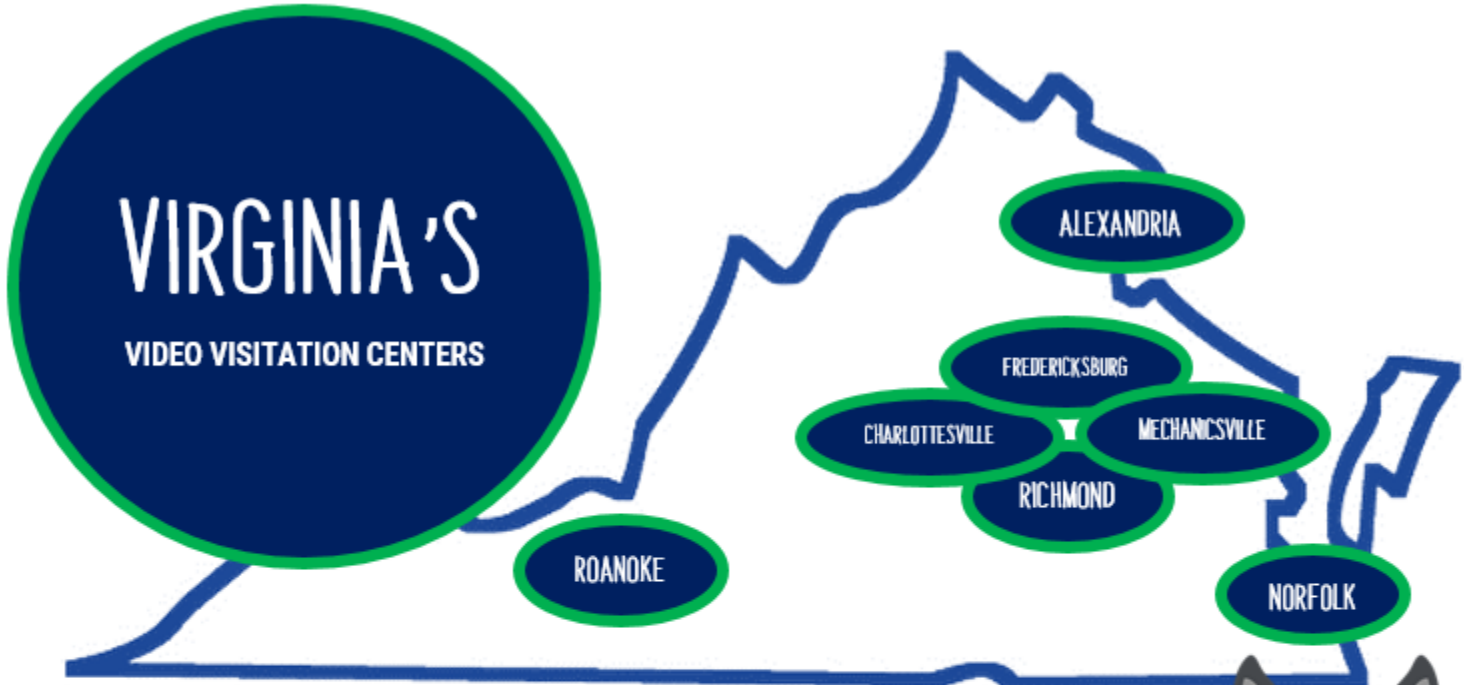 VIRGINIA'S
VIDEO VISITATION CENTERS
ALEXANDRIA
FREDERICKSBURG
CHARLOTTESVILLE
MECHANICSVILLE
RICHMOND
ROANOKE
NORFOLK